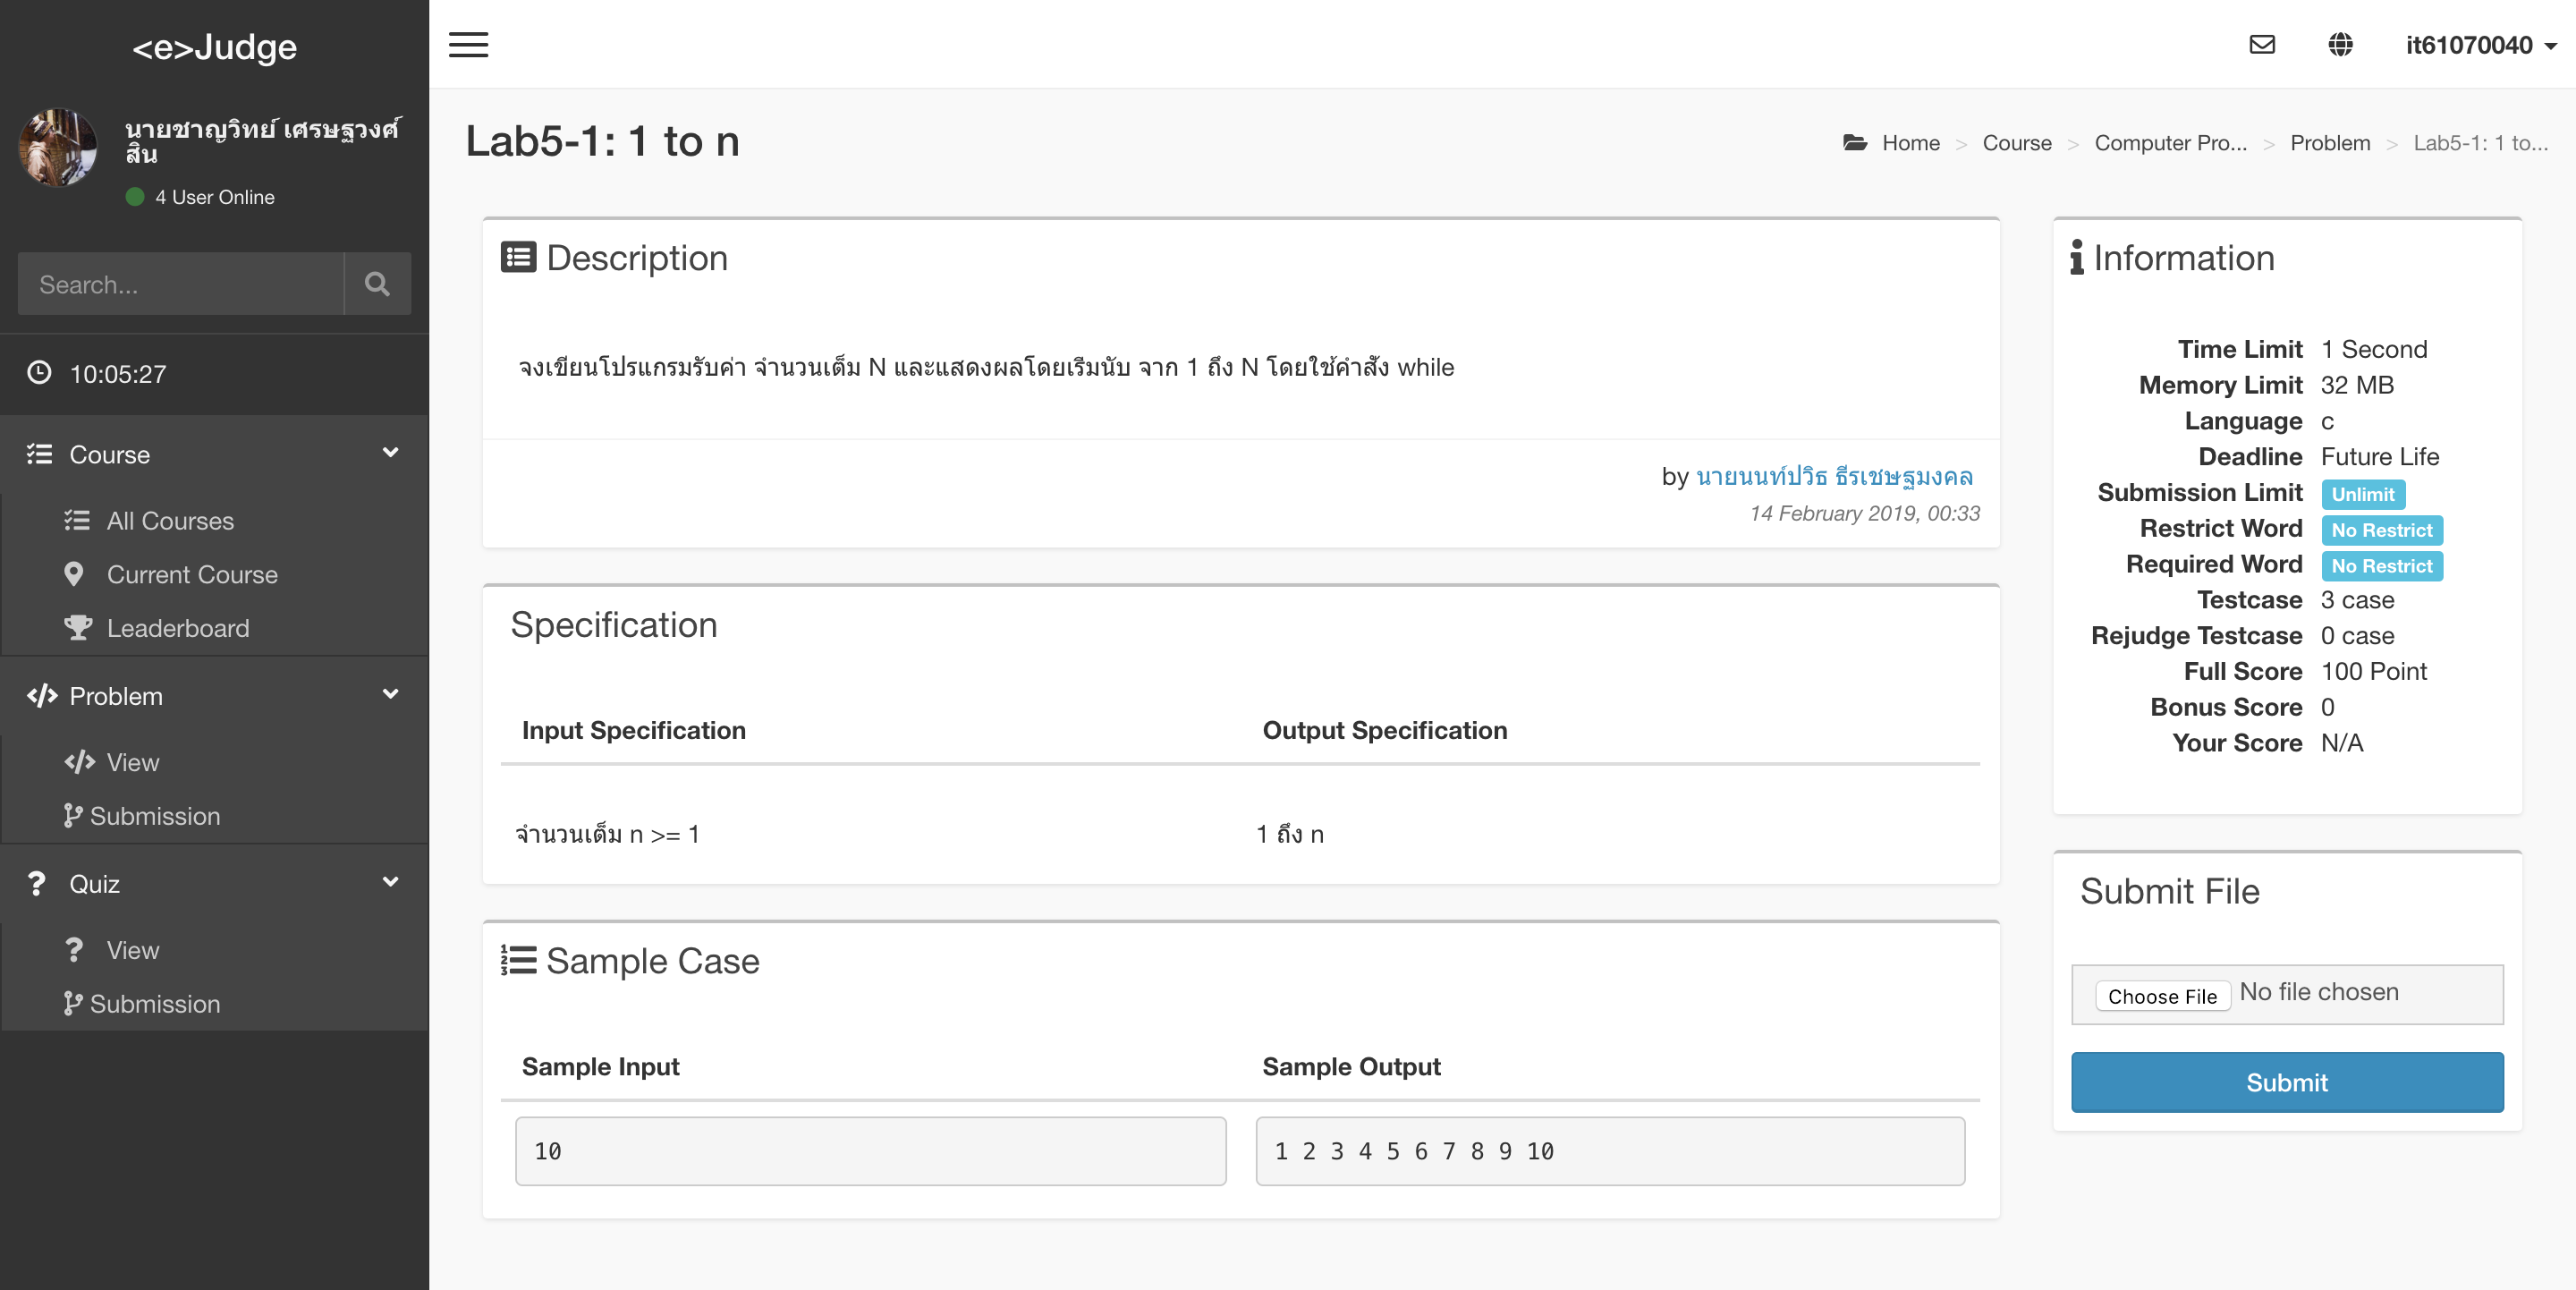 <e>Judge
it61070040
นายชาญวิทย์ เศรษฐวงศ์
สิน
4 User Online
Search...
10:05:27
Course
All Courses
Current Course
Leaderboard
Problem
View
Submission
Quiz
View
Submission
Lab5-1: 1 to n
Home > Course > Computer Pro... > Problem > Lab5-1: 1 to...
Description
จงเขียนโปรแกรมรับค่า จำนวนเต็ม N และแสดงผลโดยเริ่มนับ จาก 1 ถึง N โดยใช้คำสั่ง while
by นายนนท์ปวิธ ธีรเชษฐมงคล
14 February 2019, 00:33
Specification
Input Specification Output Specification
จำนวนเต็ม n >= 1 1 ถึง n
Sample Case
Sample Input Sample Output
10 1 2 3 4 5 6 7 8 9 10
Information
Time Limit 1 Second
Memory Limit 32 MB
Language c
Deadline Future Life
Submission Limit Unlimit
Restrict Word No Restrict
Required Word No Restrict
Testcase 3 case
Rejudge Testcase 0 case
Full Score 100 Point
Bonus Score 0
Your Score N/A
Submit File
Choose File No file chosen
Submit